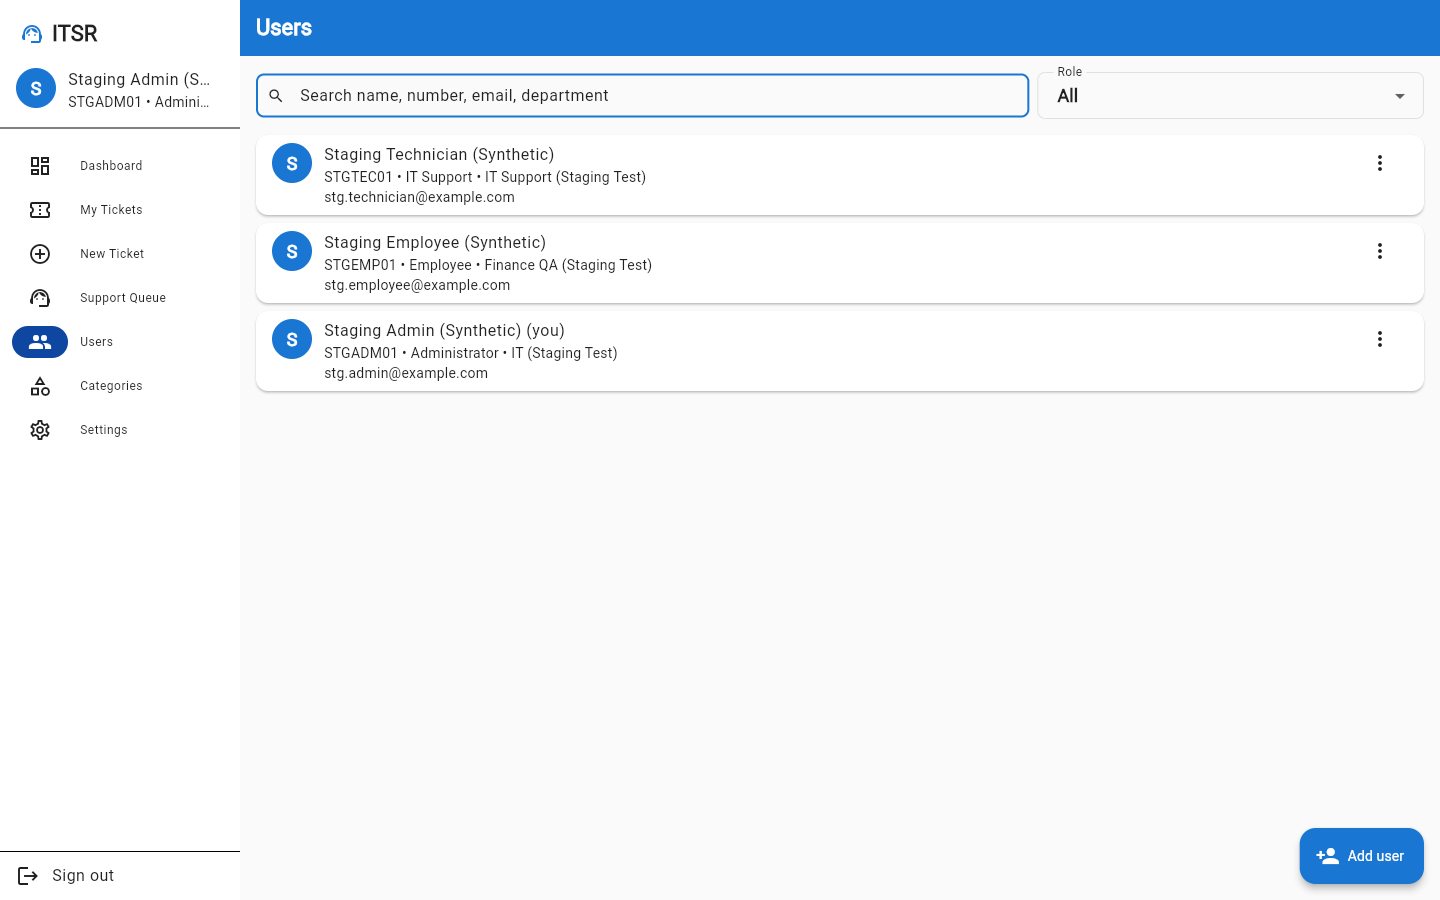 ITSR
S
Staging Admin (S...
STGADM01 • Admini...
Dashboard
My Tickets
New Ticket
Support Queue
Users
Categories
Settings
Sign out
Users
Search name, number, email, department
Role
All
S
Staging Technician (Synthetic)
STGTEC01 • IT Support • IT Support (Staging Test)
stg.technician@example.com
S
Staging Employee (Synthetic)
STGEMP01 • Employee • Finance QA (Staging Test)
stg.employee@example.com
S
Staging Admin (Synthetic) (you)
STGADM01 • Administrator • IT (Staging Test)
stg.admin@example.com
Add user